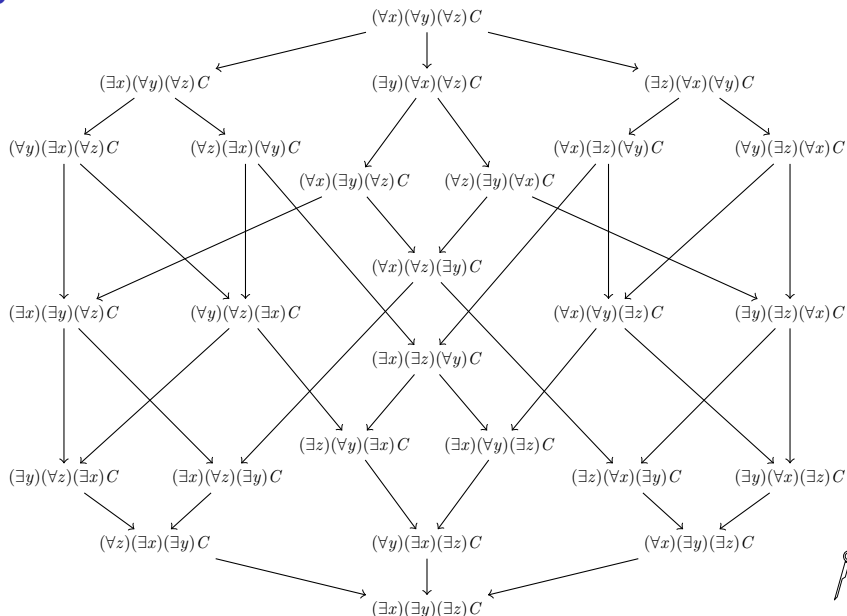 (∀x)(∀y)(∀z)C
(∃x)(∀y)(∀z)C (∃y)(∀x)(∀z)C (∃z)(∀x)(∀y)C
(∀y)(∃x)(∀z)C (∀z)(∃x)(∀y)C (∀x)(∃z)(∀y)C (∀y)(∃z)(∀x)C
(∀x)(∃y)(∀z)C (∀z)(∃y)(∀x)C
(∀x)(∀z)(∃y)C
(∃x)(∃y)(∀z)C (∀y)(∀z)(∃x)C (∀x)(∀y)(∃z)C (∃y)(∃z)(∀x)C
(∃x)(∃z)(∀y)C
(∃z)(∀y)(∃x)C (∃x)(∀y)(∃z)C
(∃y)(∀z)(∃x)C (∃x)(∀z)(∃y)C (∃z)(∀x)(∃y)C (∃y)(∀x)(∃z)C
(∀z)(∃x)(∃y)C (∀y)(∃x)(∃z)C (∀x)(∃y)(∃z)C
(∃x)(∃y)(∃z)C